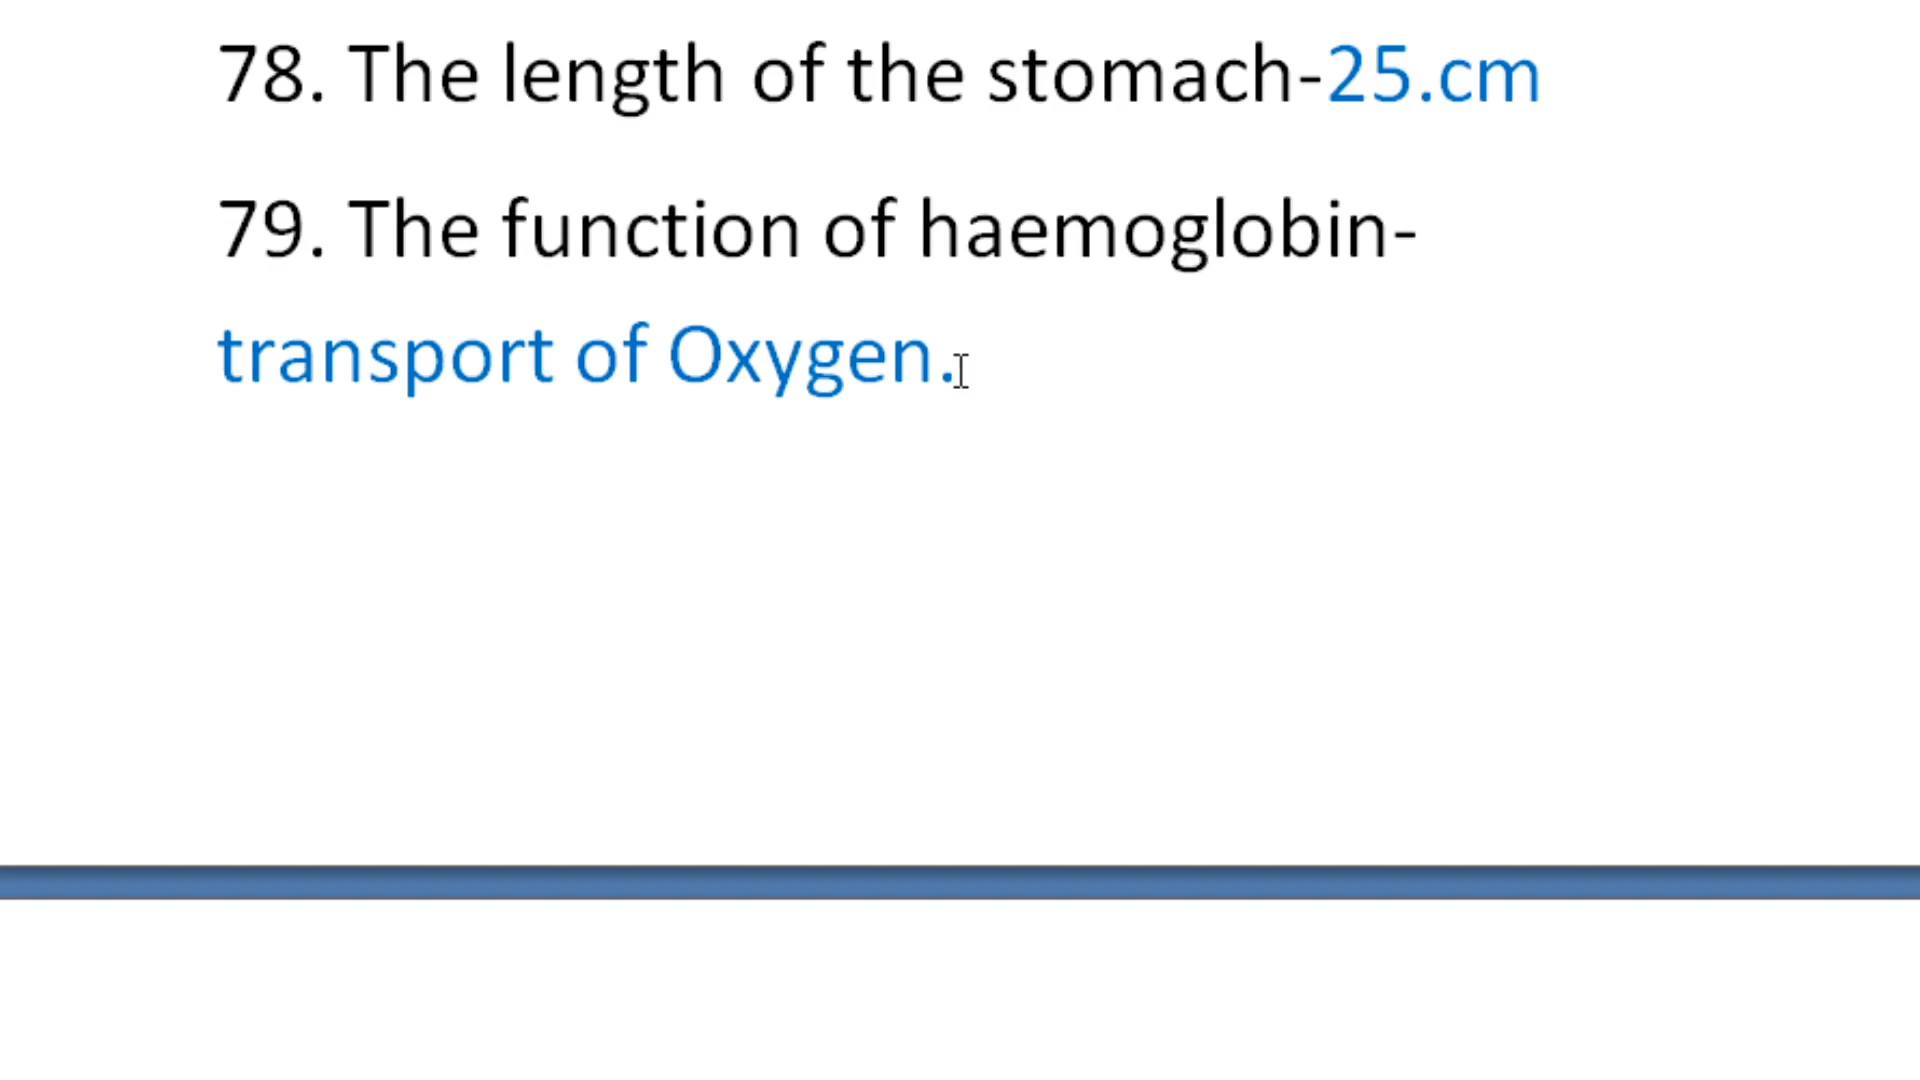 78. The length of the stomach-25.cm
79. The function of haemoglobin-
transport of Oxygen.